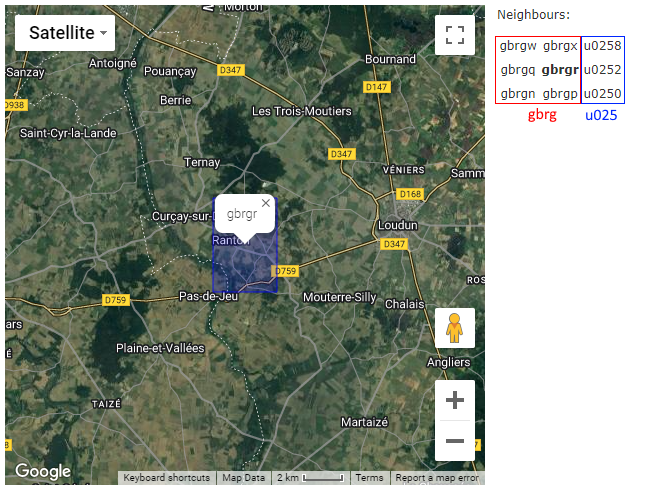 Morton
Neighbours:
Satellite
Antoigné
Bournand
gbrgw gbrgx u0258
-Sanzay
Pouançay
D347
gbrgq gbrgr u0252
D147
gbrgn gbrgp u0250
D938
Berrie
Les Trois-Moutiers
gbrg u025
Saint-Cyr-la-Lande
D347
Ternay
VÉNIERS
Samm
D168
gbrgr
Curçay-sur-D
Loudun
Ranton
D347
D759
ROS
D759
Pas-de-Jeu
Mouterre-Silly
Chalais
ars
É
Plaine-et-Vallées
Angliers
TAIZÉ
Martaizé
8
Google
Keyboard shortcuts Map Data 2 km Terms Report a map error